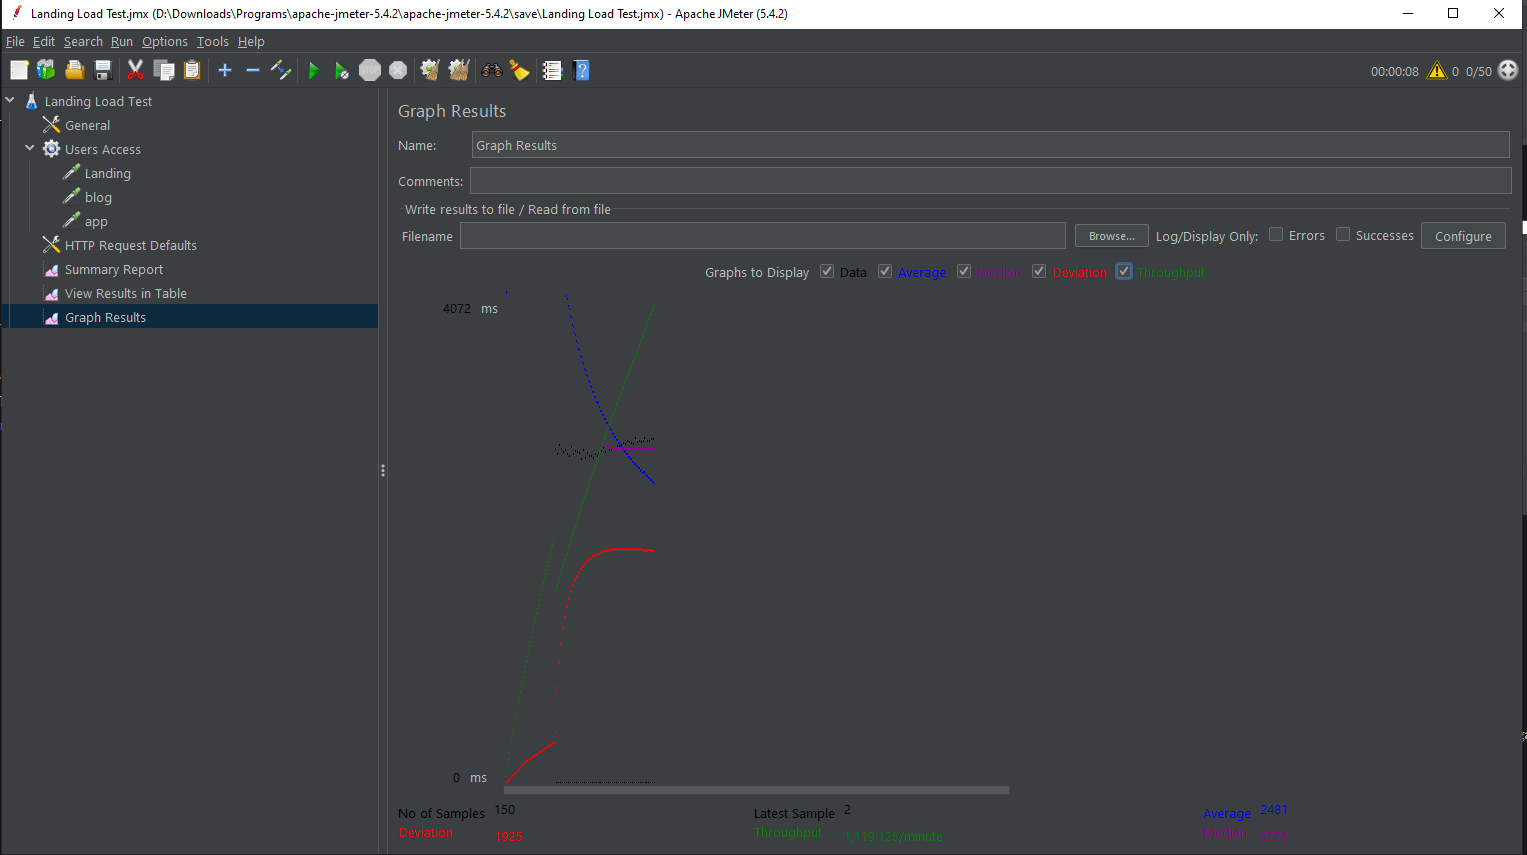 Landing Load Test.jmx (D:\Downloads\Programs\apache-jmeter-5.4.2\apache-jmeter-5.4.2\save\Landing Load Test.jmx) - Apache JMeter (5.4.2)
File Edit Search Run Options Tools Help
STOP 00:00:08 0 0/50
Landing Load Test
General
Users Access
Landing
blog
app
HTTP Request Defaults
Summary Report
View Results in Table
Graph Results
Graph Results
Name: Graph Results
Comments:
Write results to file / Read from file
Filename Browse... Log/Display Only: Errors Successes Configure
Graphs to Display Data Average Median Deviation Throughput
4072 ms
0 ms
No of Samples 150 Latest Sample 2 Average 2481
Deviation 1925 Throughput 1,119.125/minute Median